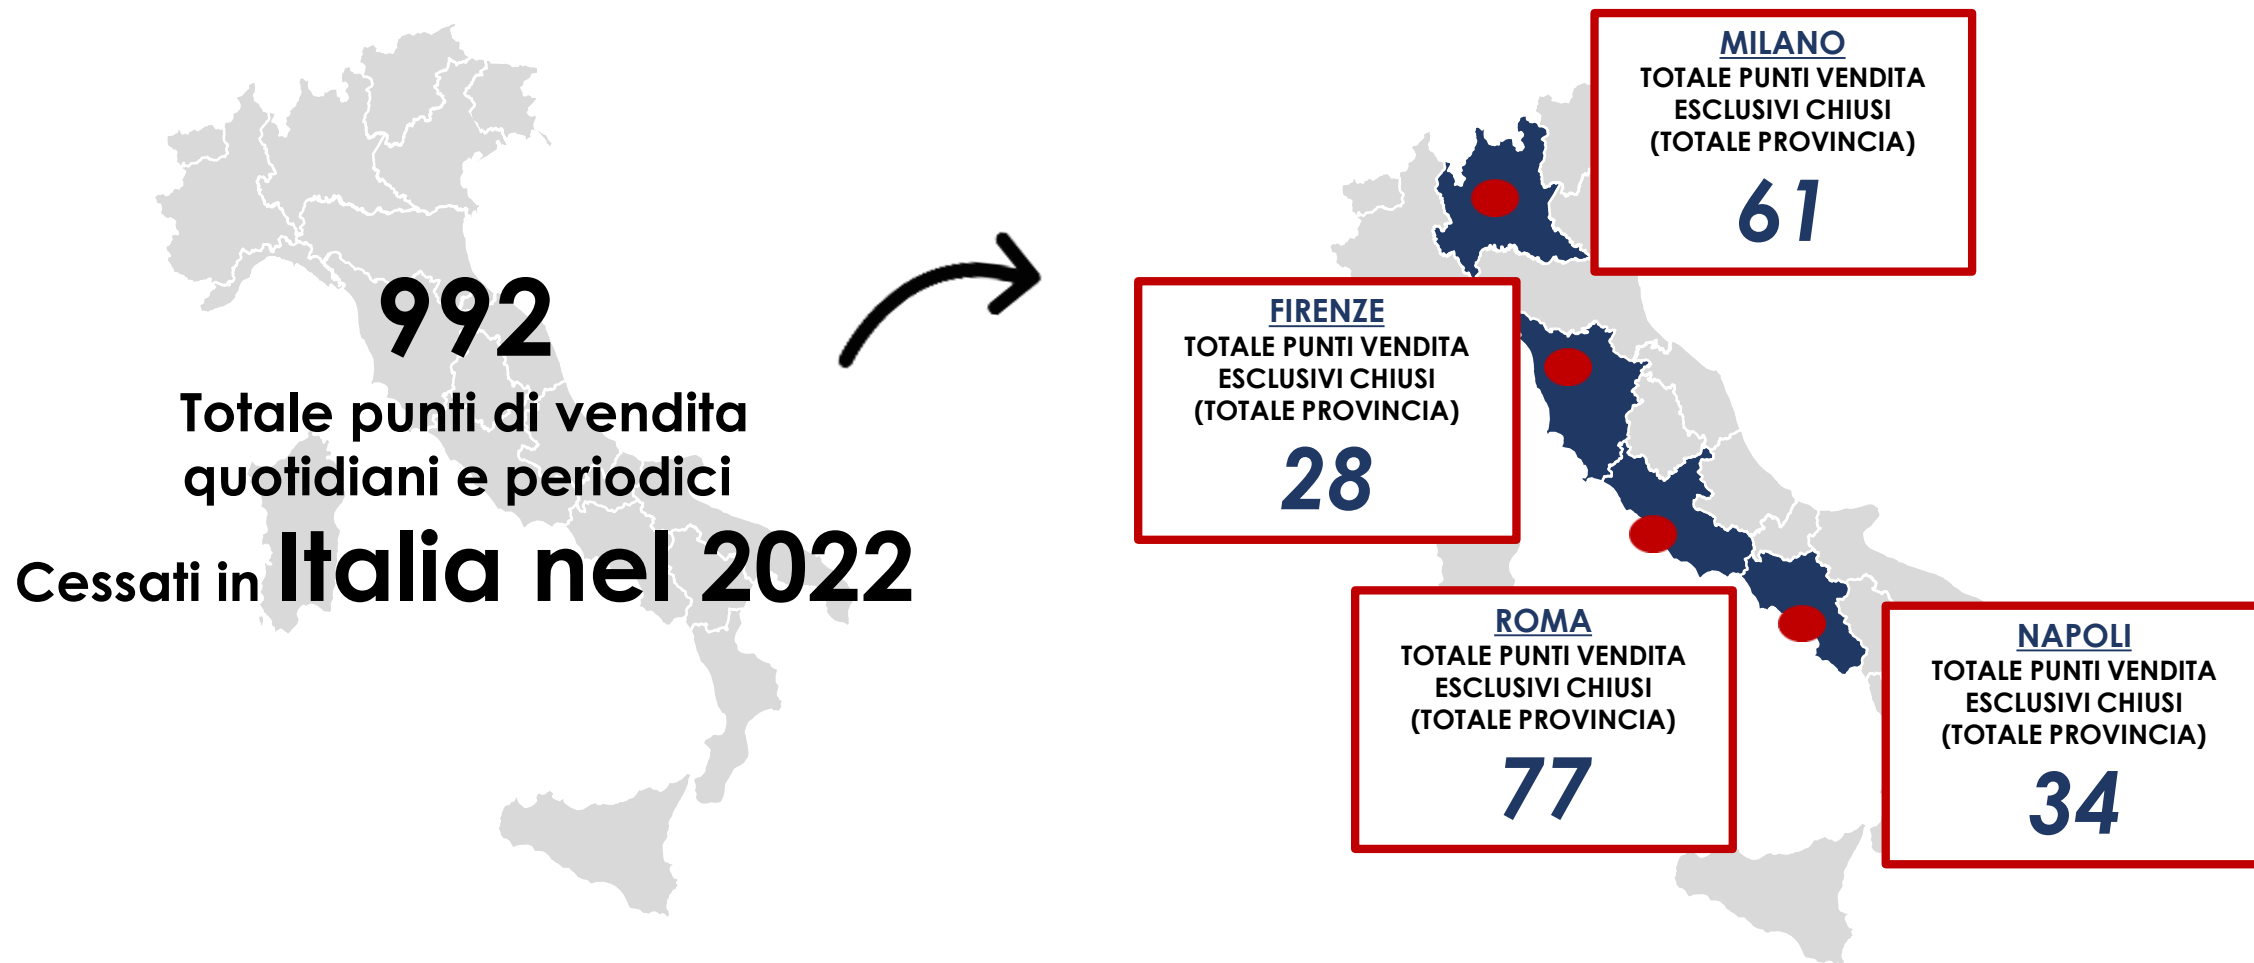 992
Totale punti di vendita
quotidiani e periodici
Cessati in Italia nel 2022
MILANO
TOTALE PUNTI VENDITA
ESCLUSIVI CHIUSI
(TOTALE PROVINCIA)
61
FIRENZE
TOTALE PUNTI VENDITA
ESCLUSIVI CHIUSI
(TOTALE PROVINCIA)
28
ROMA
TOTALE PUNTI VENDITA
ESCLUSIVI CHIUSI
(TOTALE PROVINCIA)
77
NAPOLI
TOTALE PUNTI VENDITA
ESCLUSIVI CHIUSI
(TOTALE PROVINCIA)
34